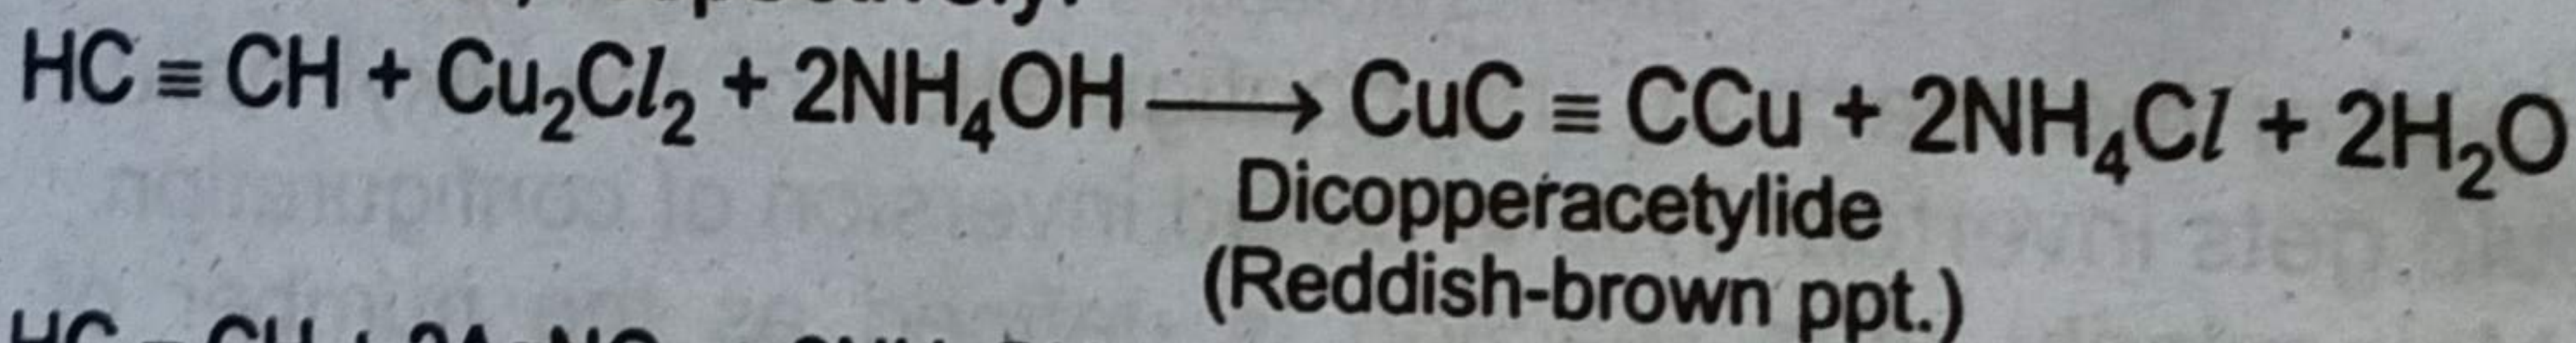 HC ≡ CH + Cu₂Cl₂ + 2NH₄OH ⟶ CuC ≡ CCu + 2NH₄Cl + 2H₂O
Dicopperacetylide
(Reddish-brown ppt.)